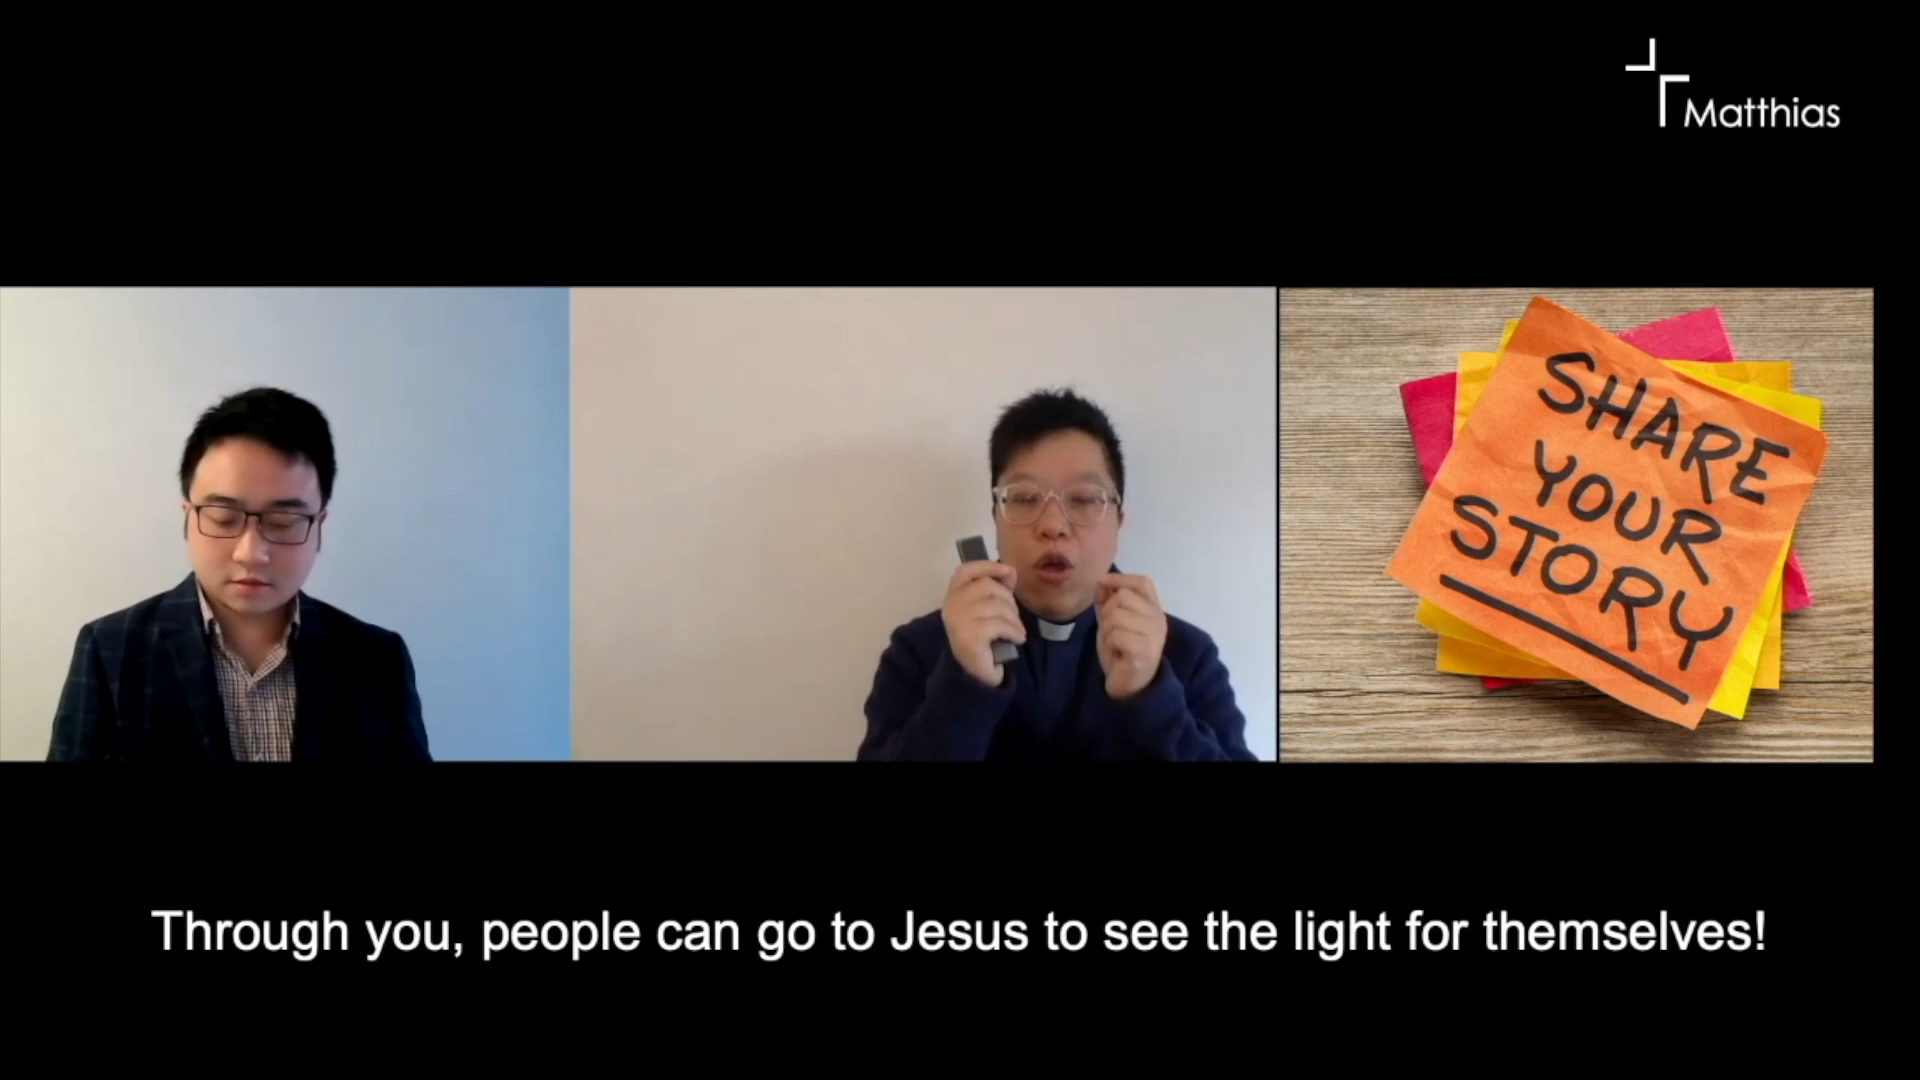 Matthias
SHARE
YOUR
STORY
Through you, people can go to Jesus to see the light for themselves!